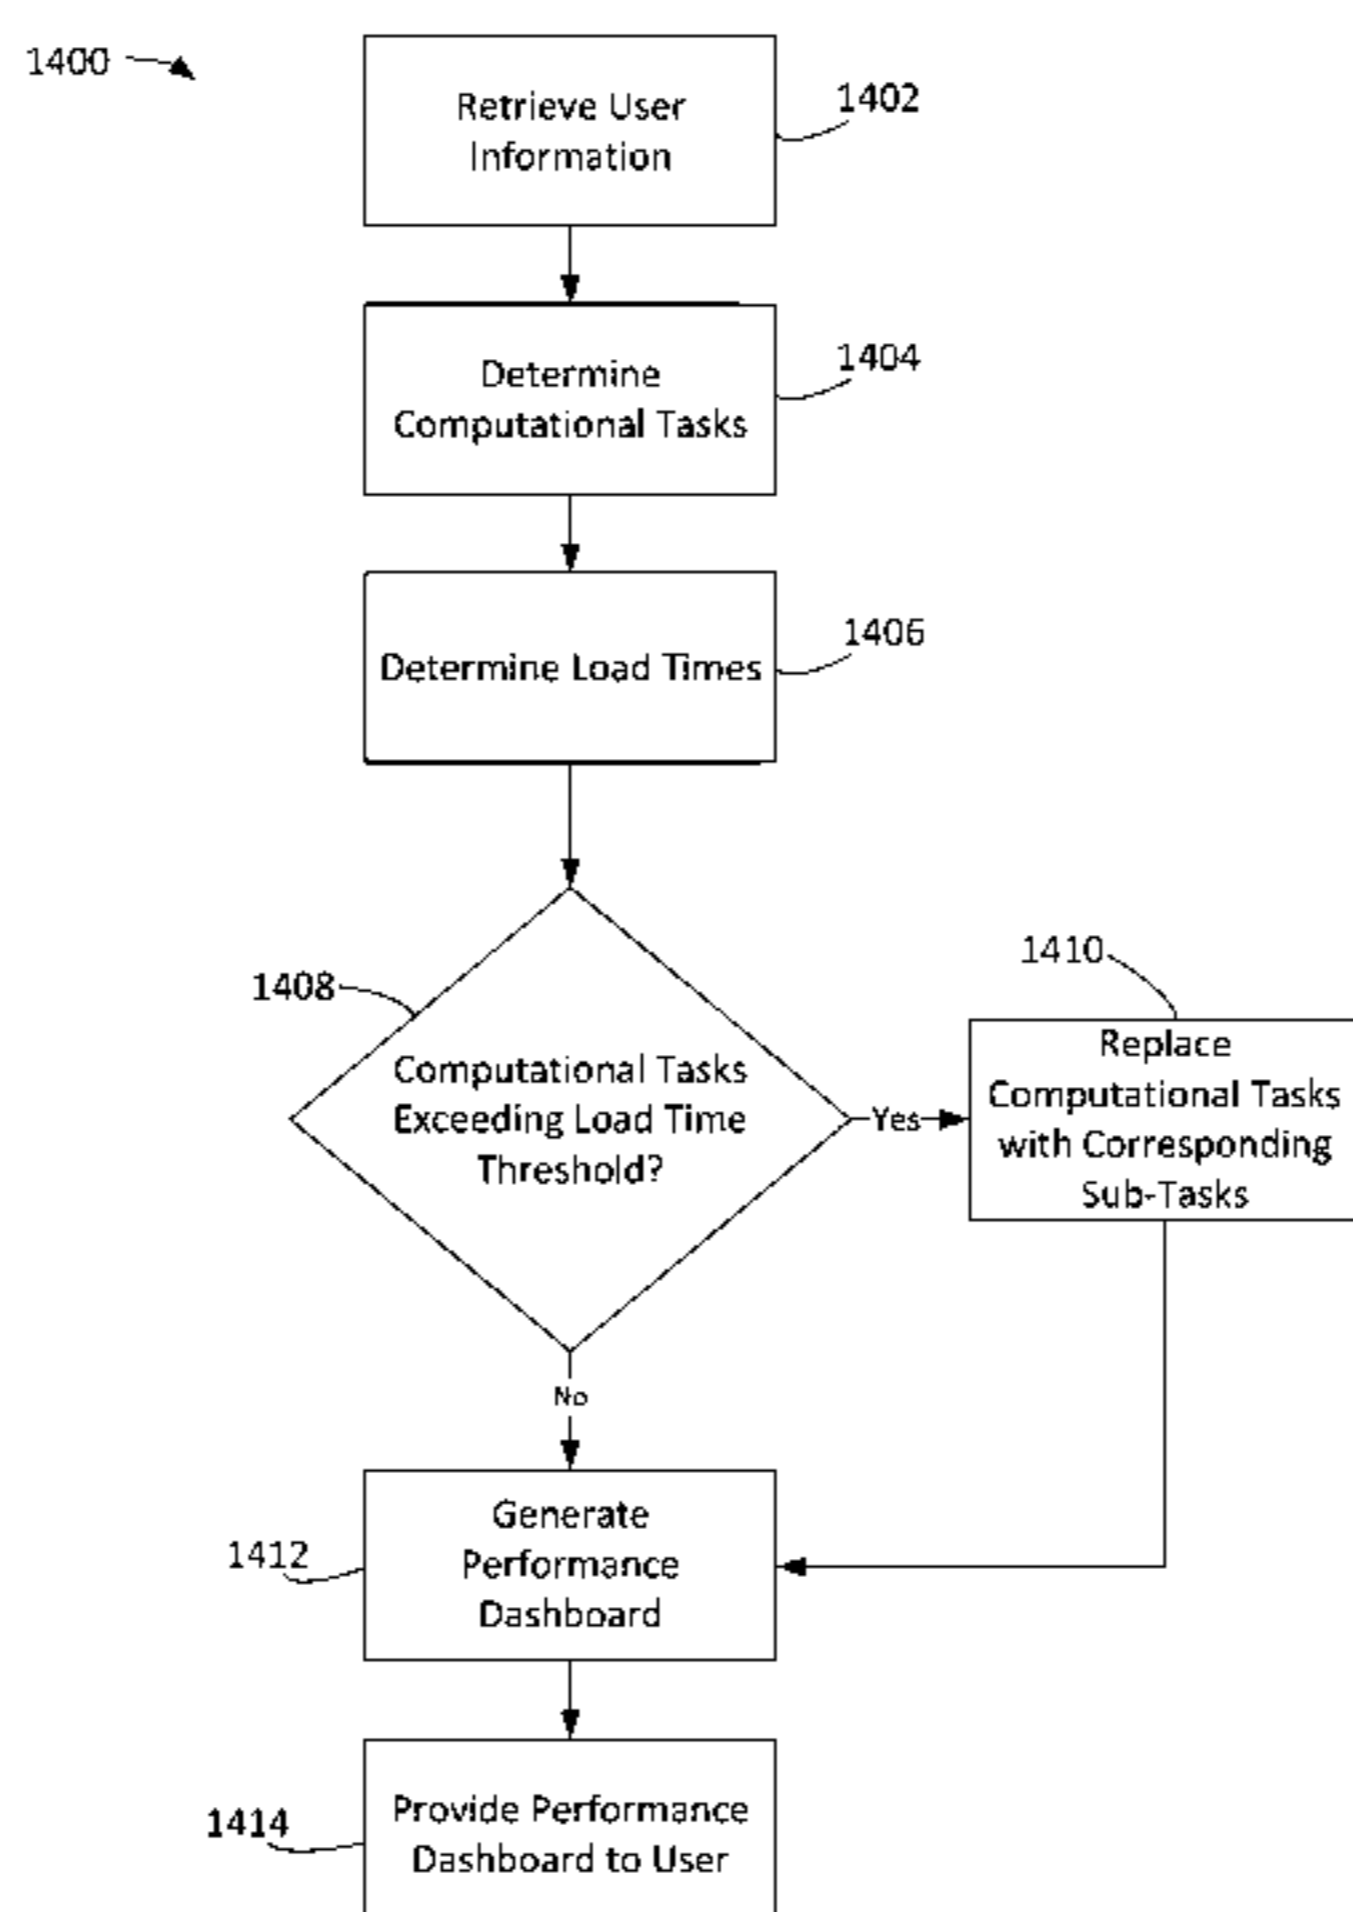 1400
Retrieve User
Information
1402
Determine
Computational Tasks
1404
Determine Load Times
1406
1408
Computational Tasks
Exceeding Load Time
Threshold?
Yes
1410
Replace
Computational Tasks
with Corresponding
Sub-Tasks
No
1412
Generate
Performance
Dashboard
1414
Provide Performance
Dashboard to User